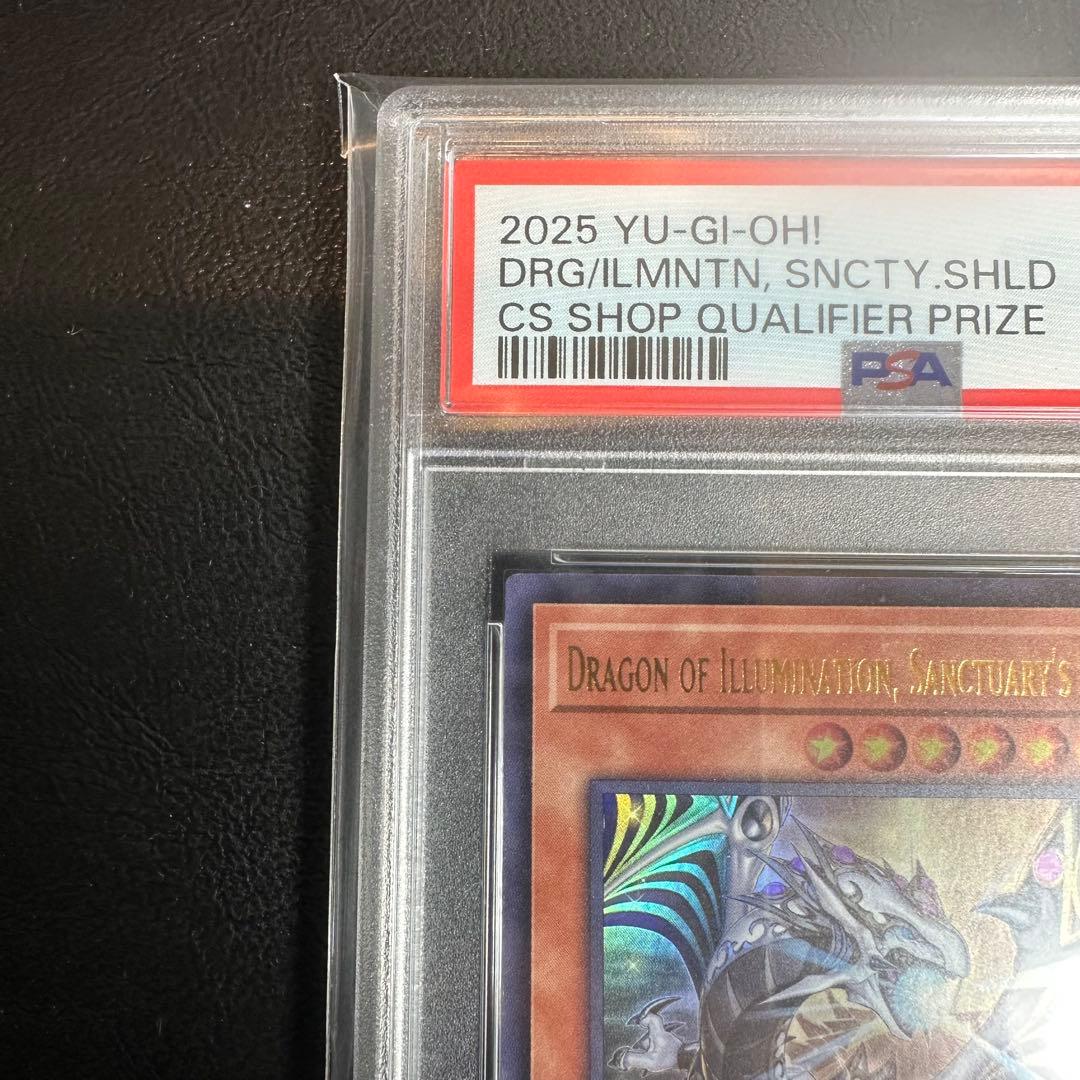 2025 YU-GI-OH!
DRG/ILMNTN, SNCTY.SHLD
CS SHOP QUALIFIER PRIZE
PSA
DRAGON OF ILLUMINATION, SANCTUARY'S